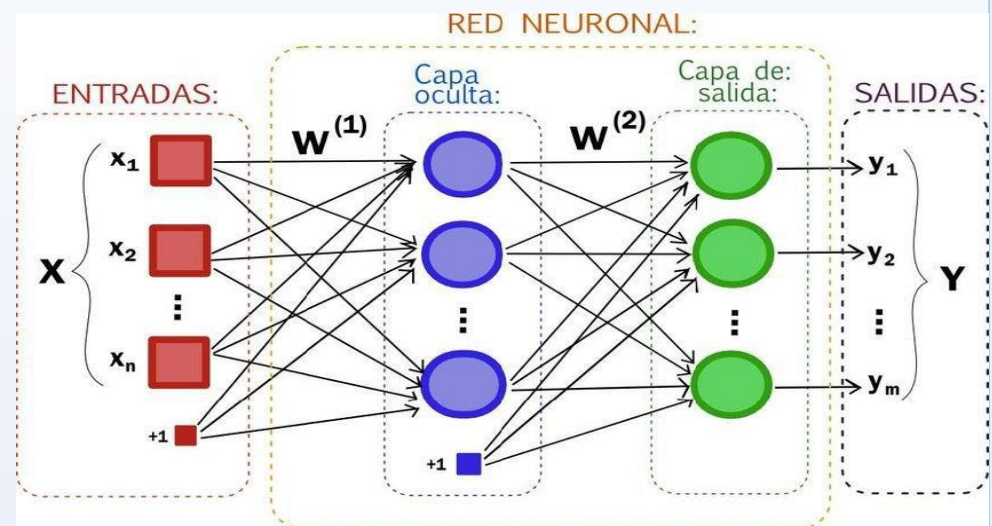 RED NEURONAL:
ENTRADAS:
Capa
oculta:
Capa de:
salida:
SALIDAS:
W(1)
W(2)
x1
x2
xn
+1
X
+1
y1
y2
ym
Y